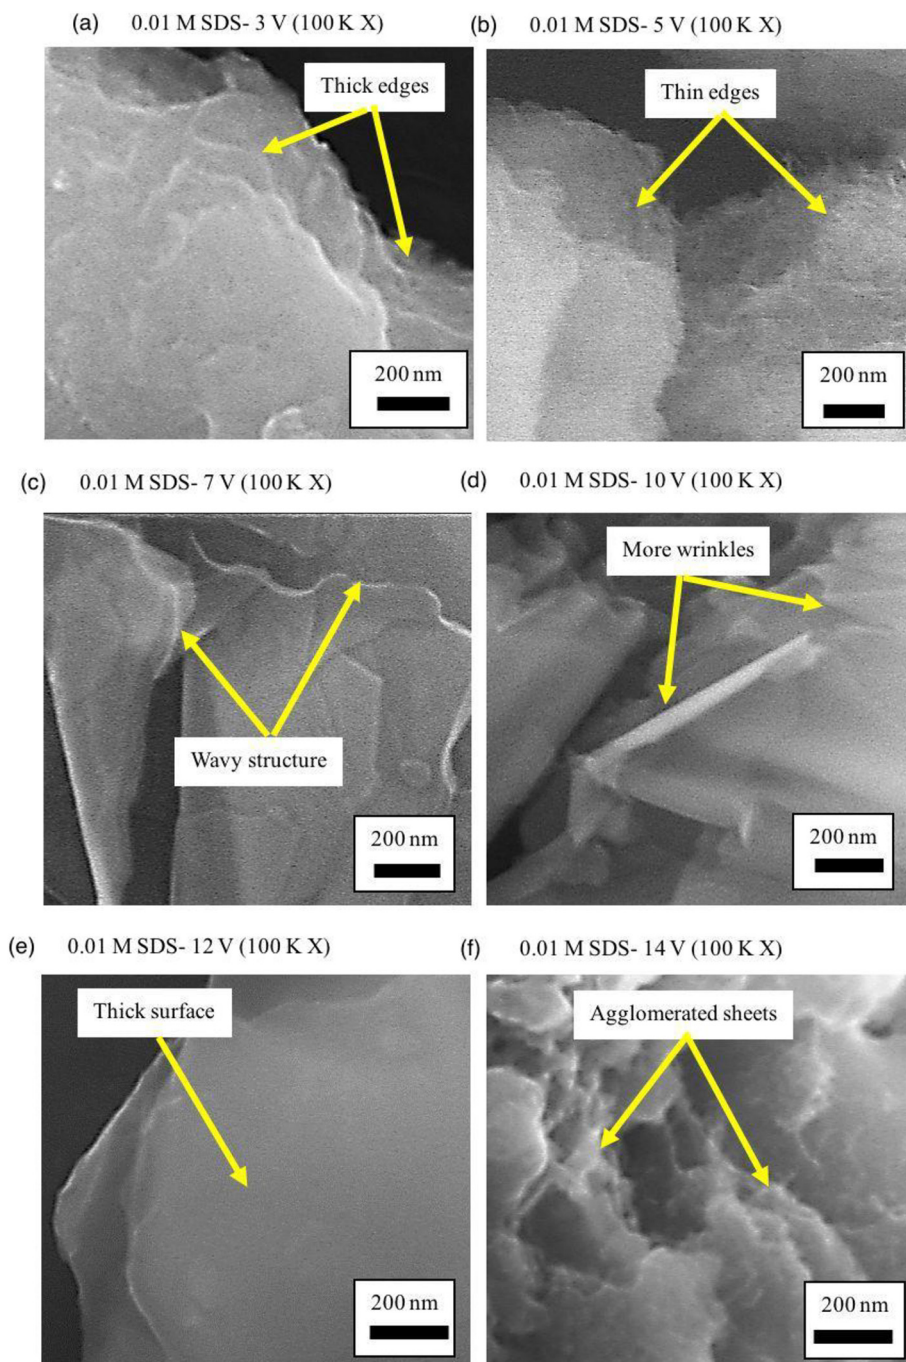 (a) 0.01 M SDS- 3 V (100 K X)
Thick edges
200 nm
(b) 0.01 M SDS- 5 V (100 K X)
Thin edges
200 nm
(c) 0.01 M SDS- 7 V (100 K X)
Wavy structure
200 nm
(d) 0.01 M SDS- 10 V (100 K X)
More wrinkles
200 nm
(e) 0.01 M SDS- 12 V (100 K X)
Thick surface
200 nm
(f) 0.01 M SDS- 14 V (100 K X)
Agglomerated sheets
200 nm